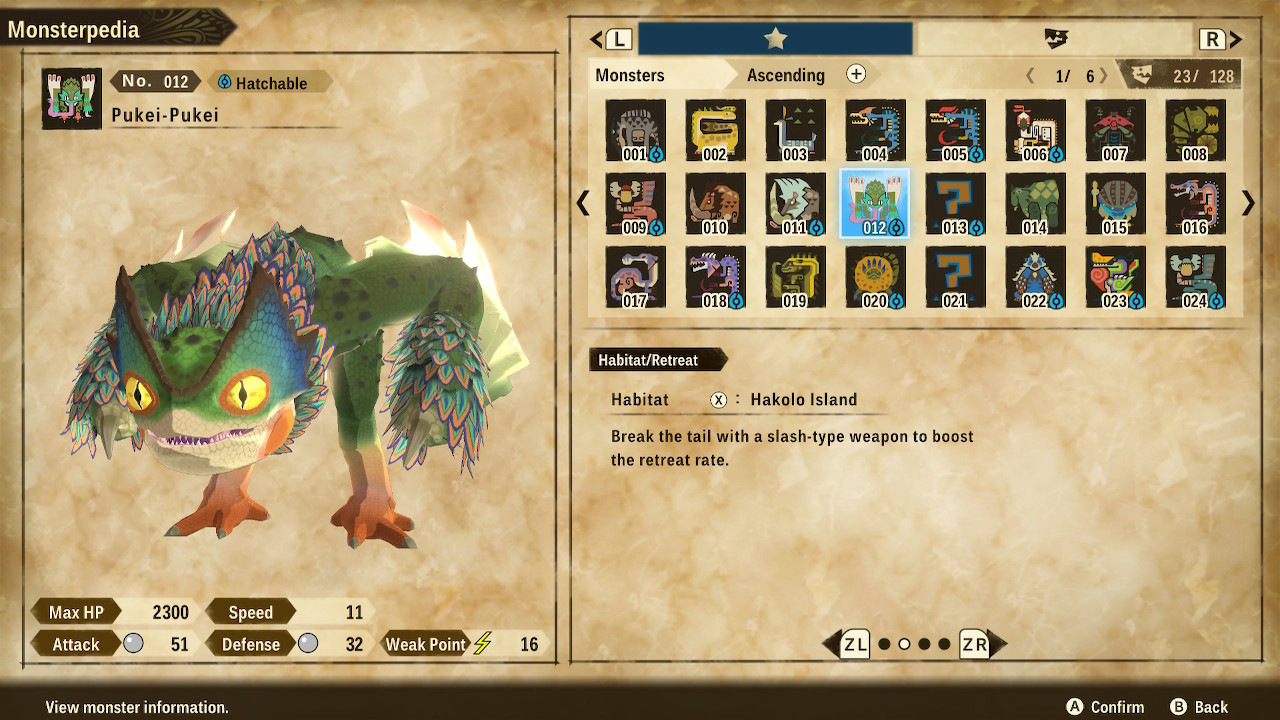 Monsterpedia
No. 012
Hatchable
Pukei-Pukei
Max HP 2300
Speed 11
Attack 51
Defense 32
Weak Point 16
L
R
Monsters
Ascending
1/ 6
23/ 128
001 002 003 004 005 006 007 008
009 010 011 012 013 014 015 016
017 018 019 020 021 022 023 024
Habitat/Retreat
Habitat X : Hakolo Island
Break the tail with a slash-type weapon to boost
the retreat rate.
ZL ZR
View monster information.
A Confirm B Back